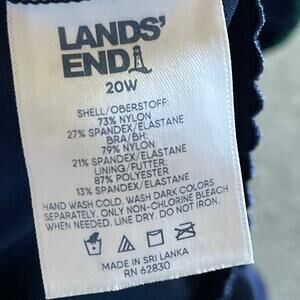 LANDS'
END
20W
SHELL/OBERSTOFF:
73% NYLON
27% SPANDEX/ELASTANE
BRA/BH:
79% NYLON
21% SPANDEX/ELASTANE
LINING/FUTTER:
87% POLYESTER
13% SPANDEX/ELASTANE
HAND WASH COLD. WASH DARK COLORS
SEPARATELY. ONLY NON-CHLORINE BLEACH
WHEN NEEDED. LINE DRY. DO NOT IRON.
MADE IN SRI LANKA
RN 62830